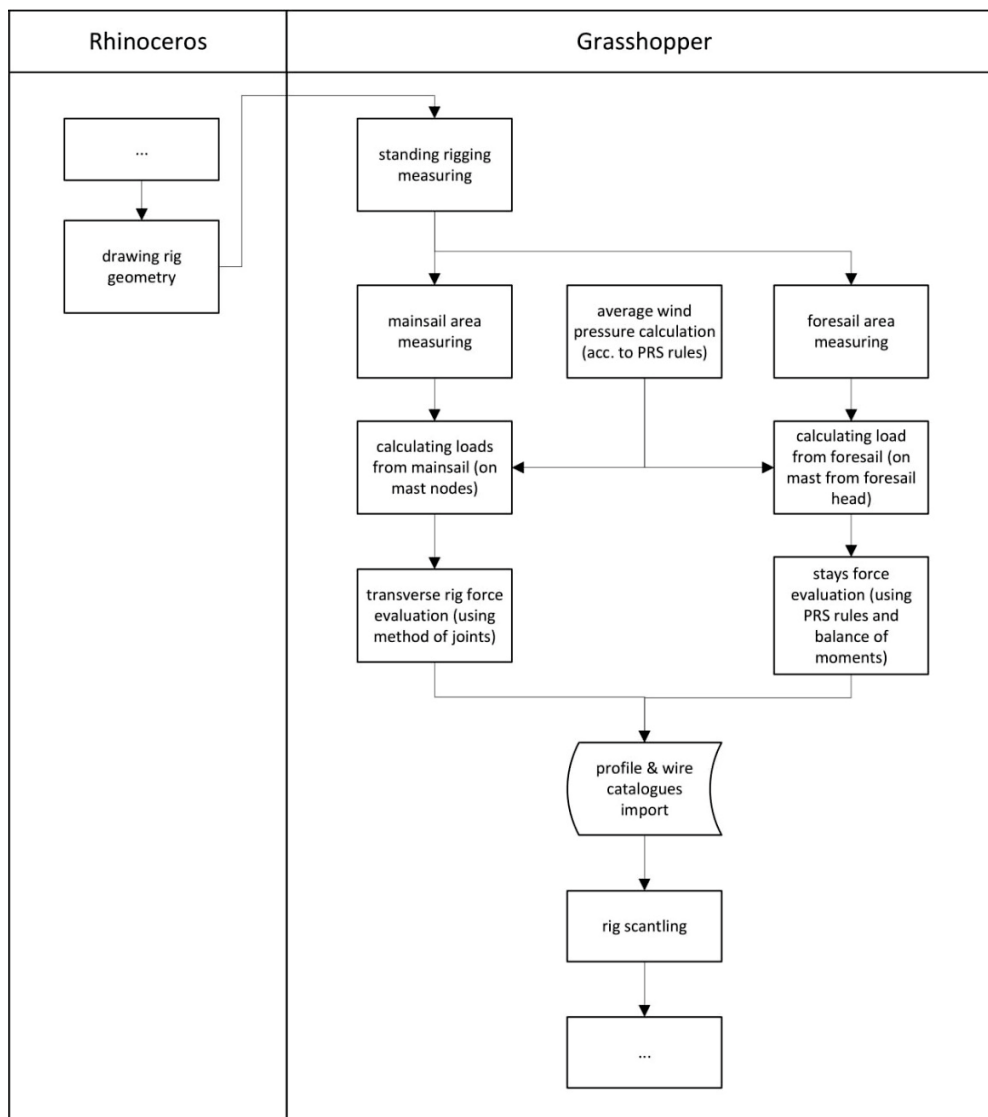 Rhinoceros
Grasshopper
...
drawing rig
geometry
standing rigging
measuring
mainsail area
measuring
average wind
pressure calculation
(acc. to PRS rules)
foresail area
measuring
calculating loads
from mainsail (on
mast nodes)
calculating load
from foresail (on
mast from foresail
head)
transverse rig force
evaluation (using
method of joints)
stays force
evaluation (using
PRS rules and
balance of
moments)
profile & wire
catalogues
import
rig scantling
...